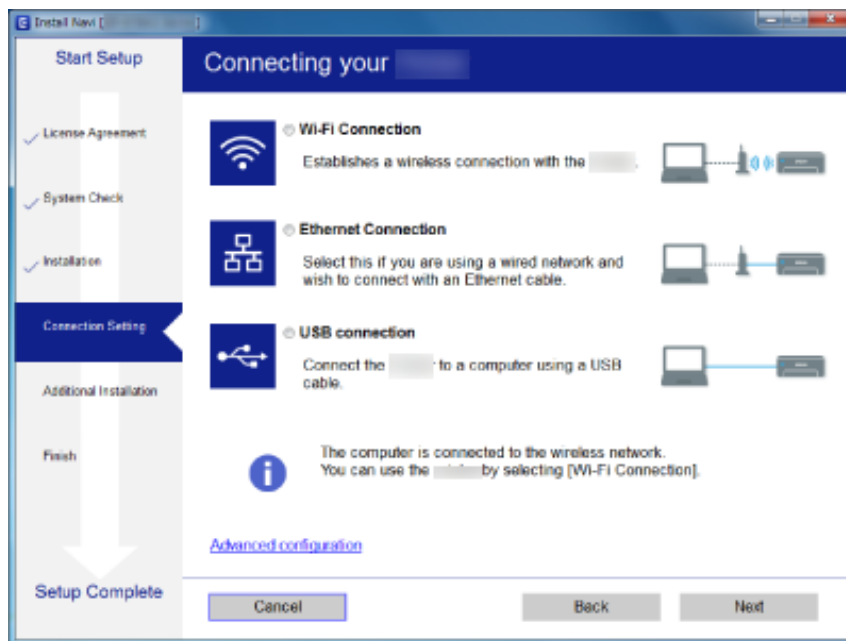 Install Navi [
Start Setup
Connecting your
License Agreement
System Check
Installation
Connection Setting
Additional Installation
Finish
Setup Complete
Wi-Fi Connection
Establishes a wireless connection with the .
Ethernet Connection
Select this if you are using a wired network and
wish to connect with an Ethernet cable.
USB connection
Connect the to a computer using a USB
cable.
The computer is connected to the wireless network.
You can use the by selecting [Wi-Fi Connection].
Advanced configuration
Cancel
Back
Next